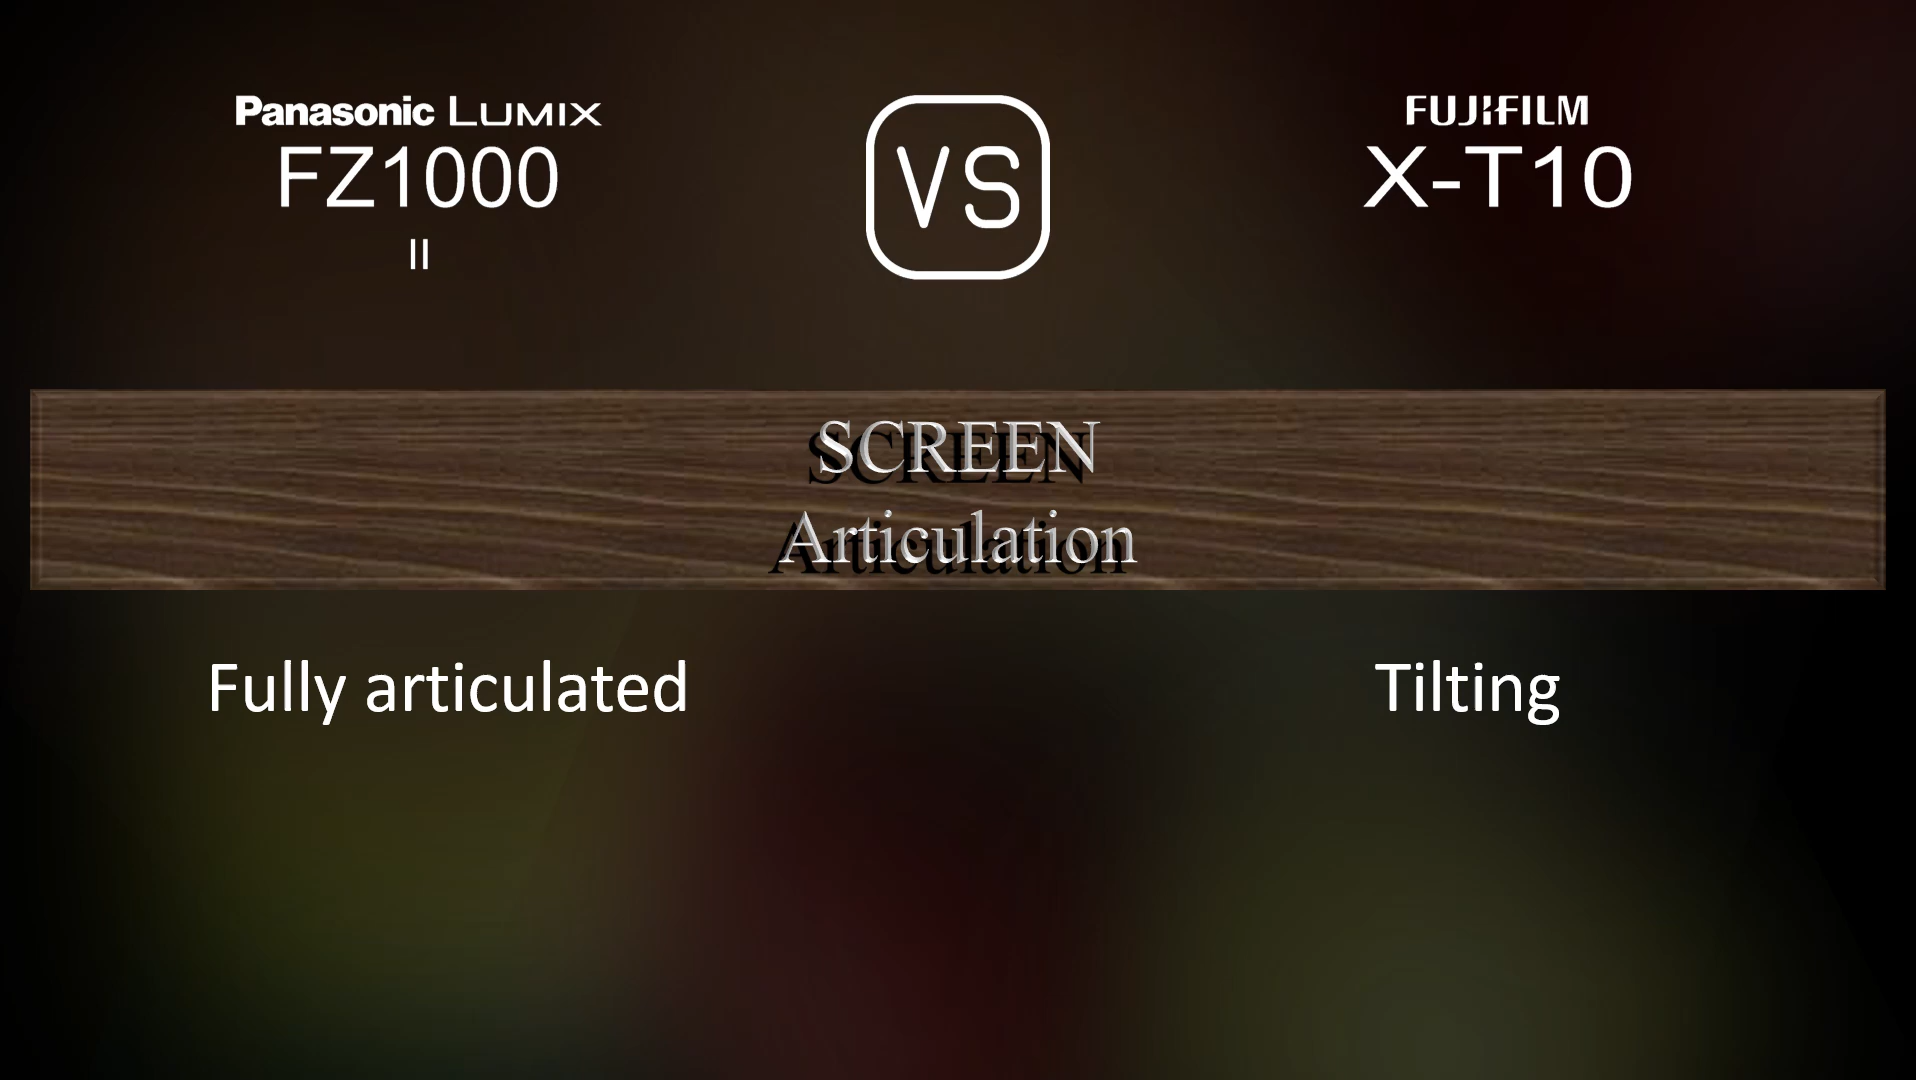 Panasonic LUMIX
FZ1000
II
VS
FUJIFILM
X-T10
SCREEN
Articulation
Fully articulated
Tilting